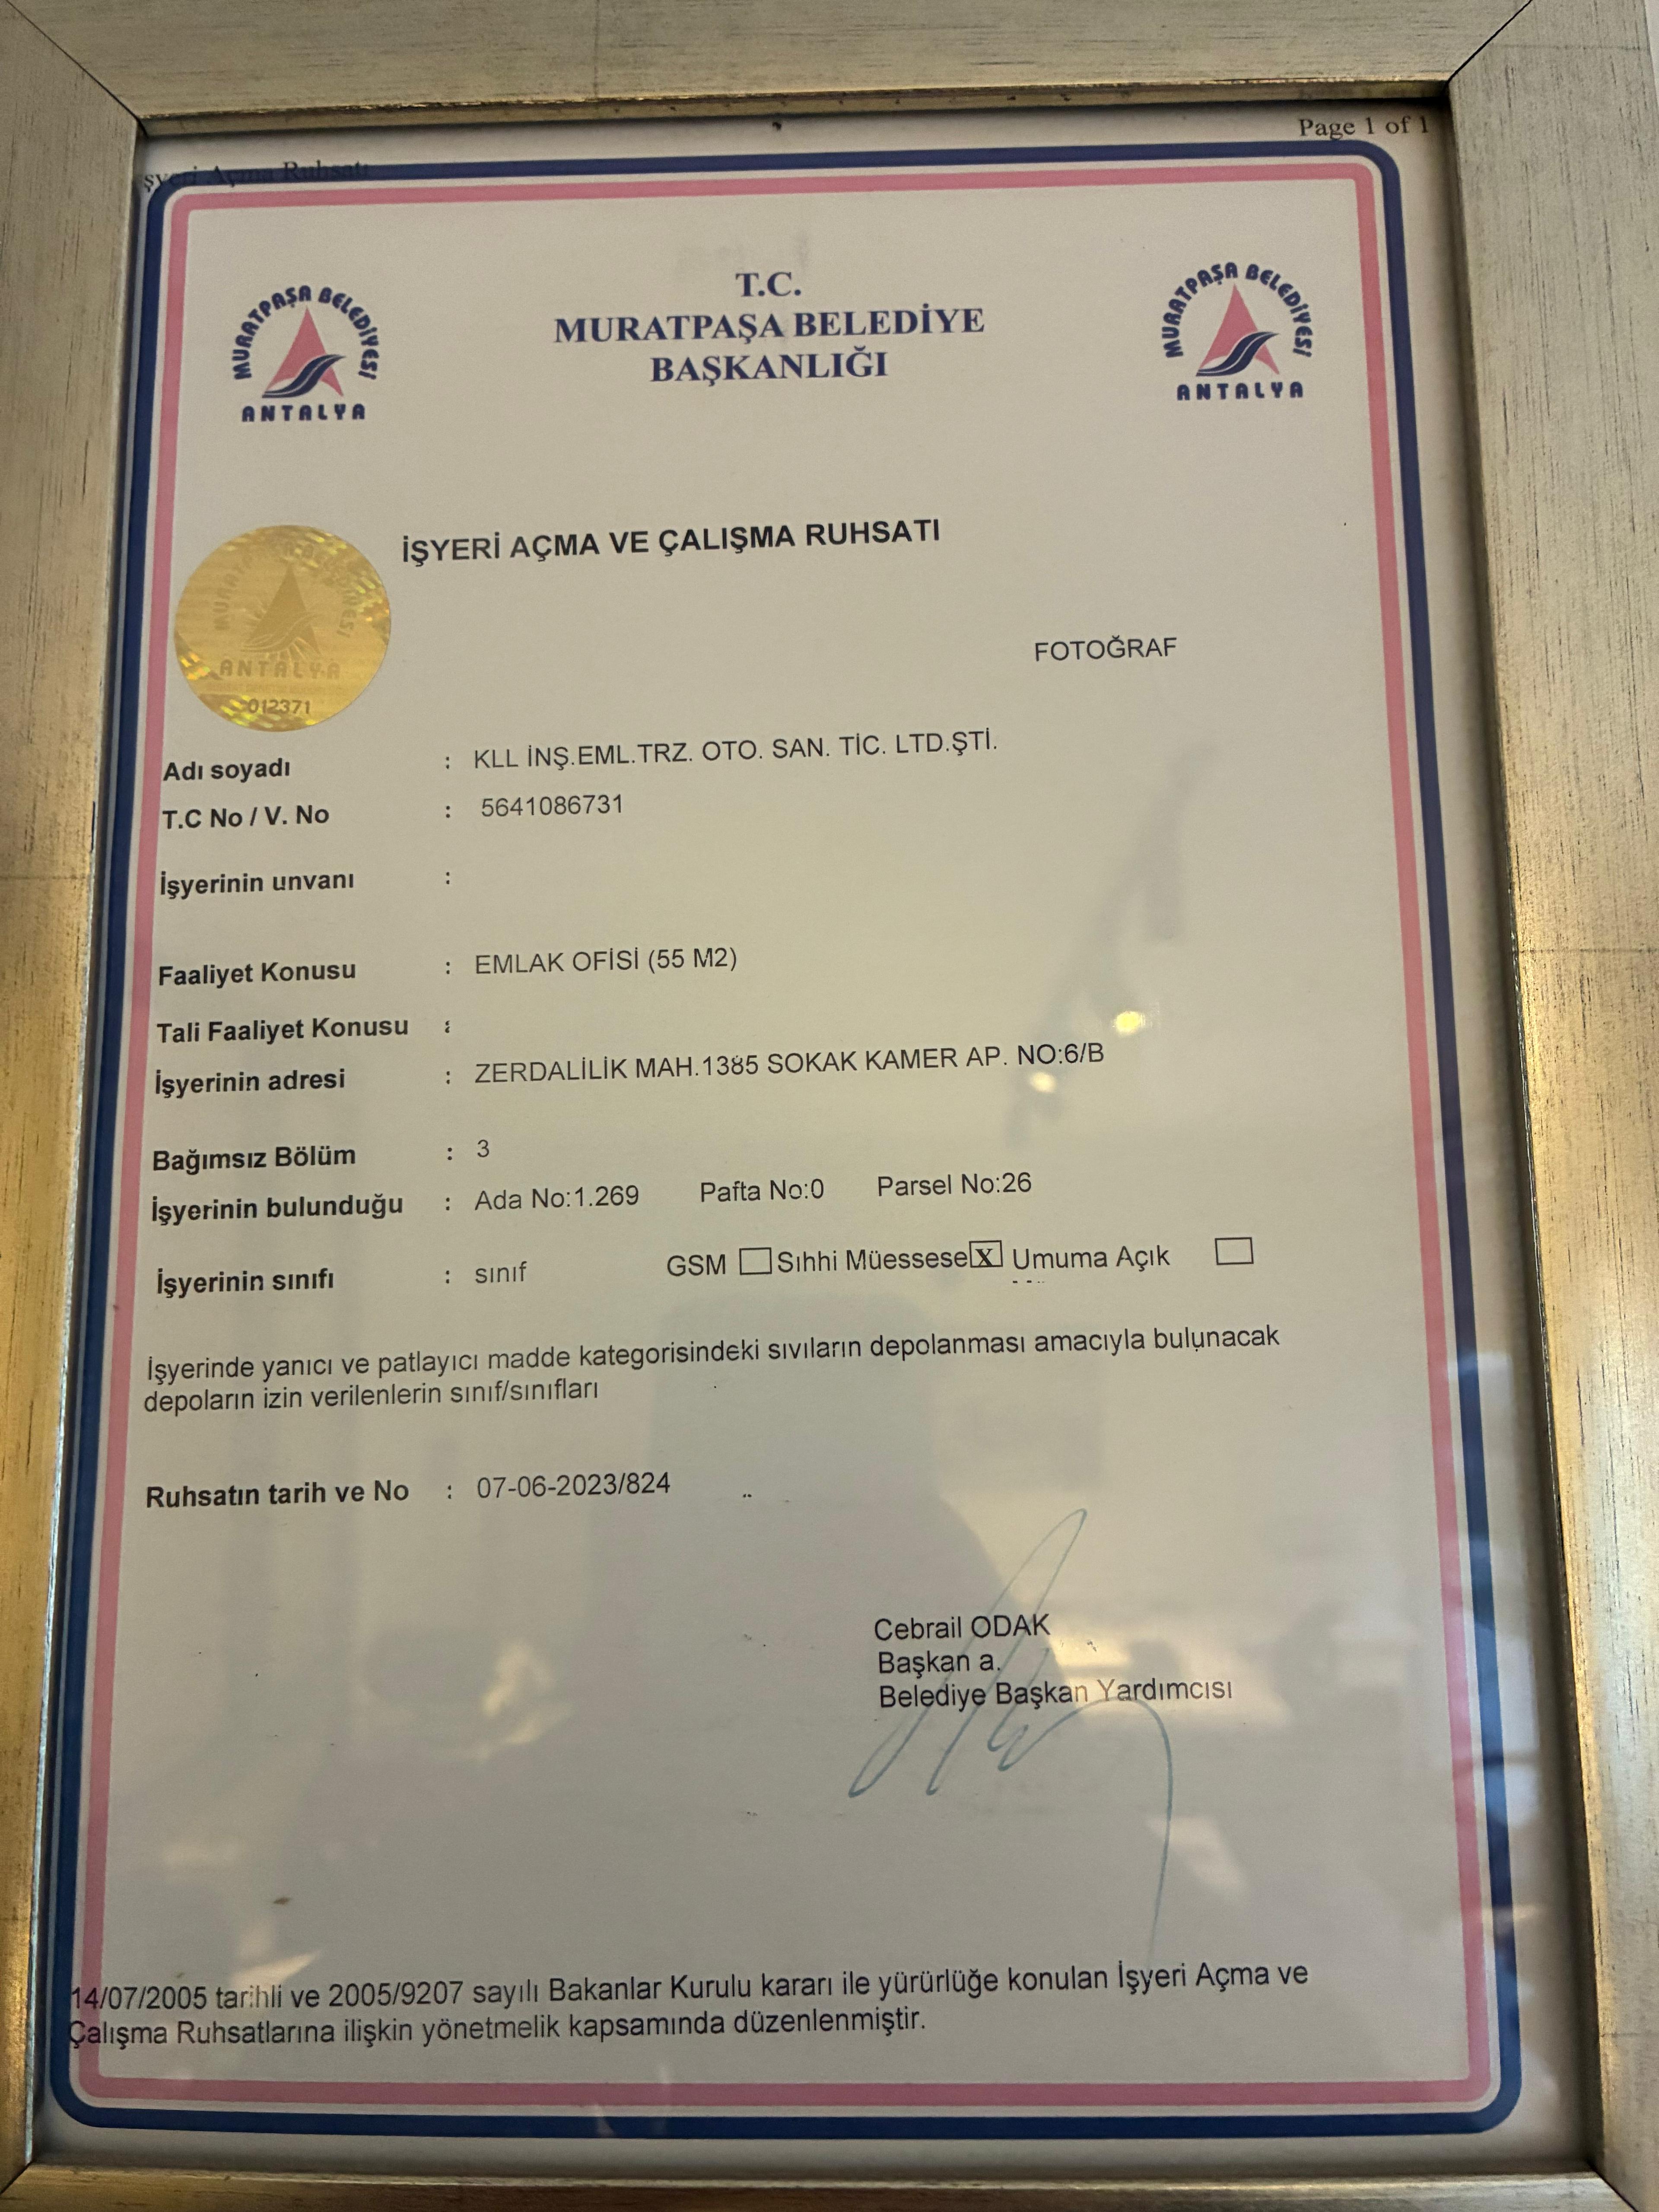 Page 1 of 1
şyeri Açma Ruhsatı
MURATPAŞA BELEDİYESİ
ANTALYA
T.C.
MURATPAŞA BELEDİYE
BAŞKANLIĞI
MURATPAŞA BELEDİYESİ
ANTALYA
İŞYERİ AÇMA VE ÇALIŞMA RUHSATI
ANTALYA
012371
FOTOĞRAF
Adı soyadı : KLL İNŞ.EML.TRZ. OTO. SAN. TİC. LTD.ŞTİ.
T.C No / V. No : 5641086731
İşyerinin unvanı :
Faaliyet Konusu : EMLAK OFİSİ (55 M2)
Tali Faaliyet Konusu :
İşyerinin adresi : ZERDALİLİK MAH.1385 SOKAK KAMER AP. NO:6/B
Bağımsız Bölüm : 3
İşyerinin bulunduğu : Ada No:1.269 Pafta No:0 Parsel No:26
İşyerinin sınıfı : sınıf GSM Sıhhi Müessese X Umuma Açık
İşyerinde yanıcı ve patlayıcı madde kategorisindeki sıvıların depolanması amacıyla bulunacak
depoların izin verilenlerin sınıf/sınıfları
Ruhsatın tarih ve No : 07-06-2023/824
Cebrail ODAK
Başkan a.
Belediye Başkan Yardımcısı
14/07/2005 tarihli ve 2005/9207 sayılı Bakanlar Kurulu kararı ile yürürlüğe konulan İşyeri Açma ve
Çalışma Ruhsatlarına ilişkin yönetmelik kapsamında düzenlenmiştir.